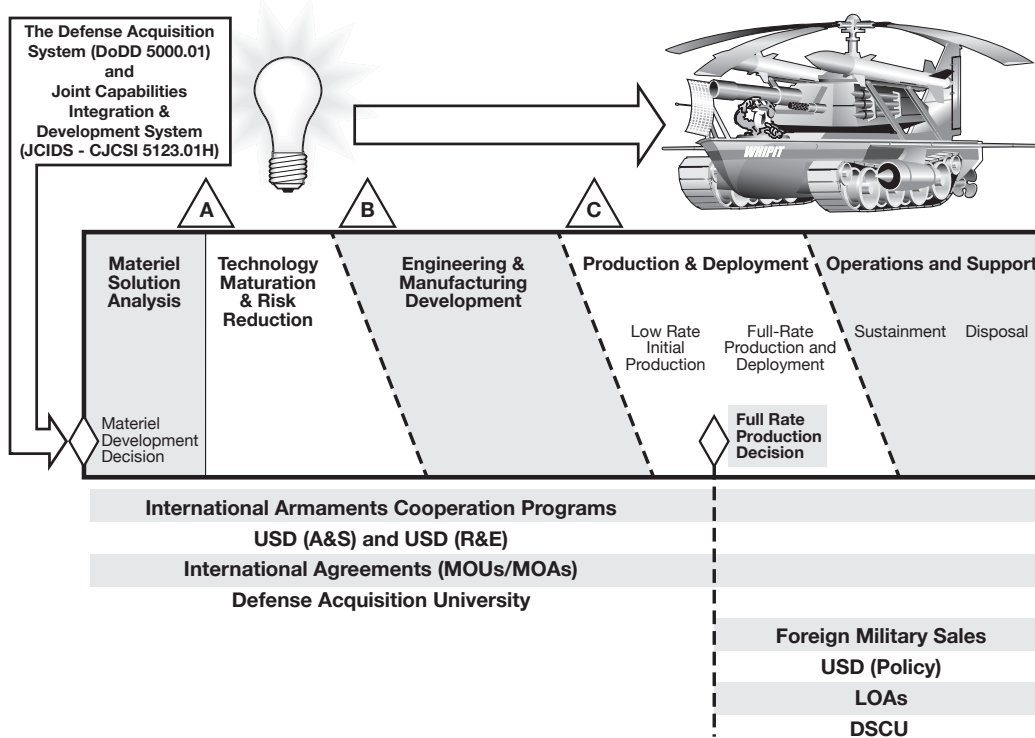 The Defense Acquisition
System (DoDD 5000.01)
and
Joint Capabilities
Integration &
Development System
(JCIDS - CJCSI 5123.01H)
WHIPIT
A
B
C
Materiel
Solution
Analysis
Technology
Maturation
& Risk
Reduction
Engineering &
Manufacturing
Development
Production & Deployment
Operations and Support
Low Rate
Initial
Production
Full-Rate
Production and
Deployment
Sustainment
Disposal
Materiel
Development
Decision
Full Rate
Production
Decision
International Armaments Cooperation Programs
USD (A&S) and USD (R&E)
International Agreements (MOUs/MOAs)
Defense Acquisition University
Foreign Military Sales
USD (Policy)
LOAs
DSCU